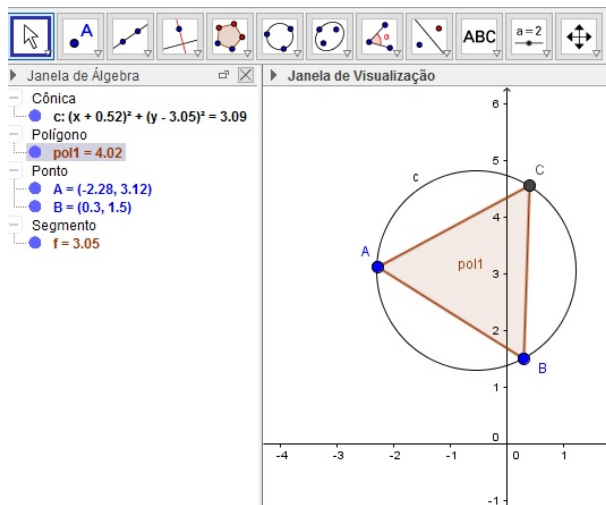 A
α
ABC
a = 2
Janela de Álgebra
Janela de Visualização
Cônica
c: (x + 0.52)² + (y - 3.05)² = 3.09
Polígono
pol1 = 4.02
Ponto
A = (-2.28, 3.12)
B = (0.3, 1.5)
Segmento
f = 3.05
6
5
c
C
4
A
pol1
3
2
B
1
0
-4
-3
-2
-1
0
1
-1